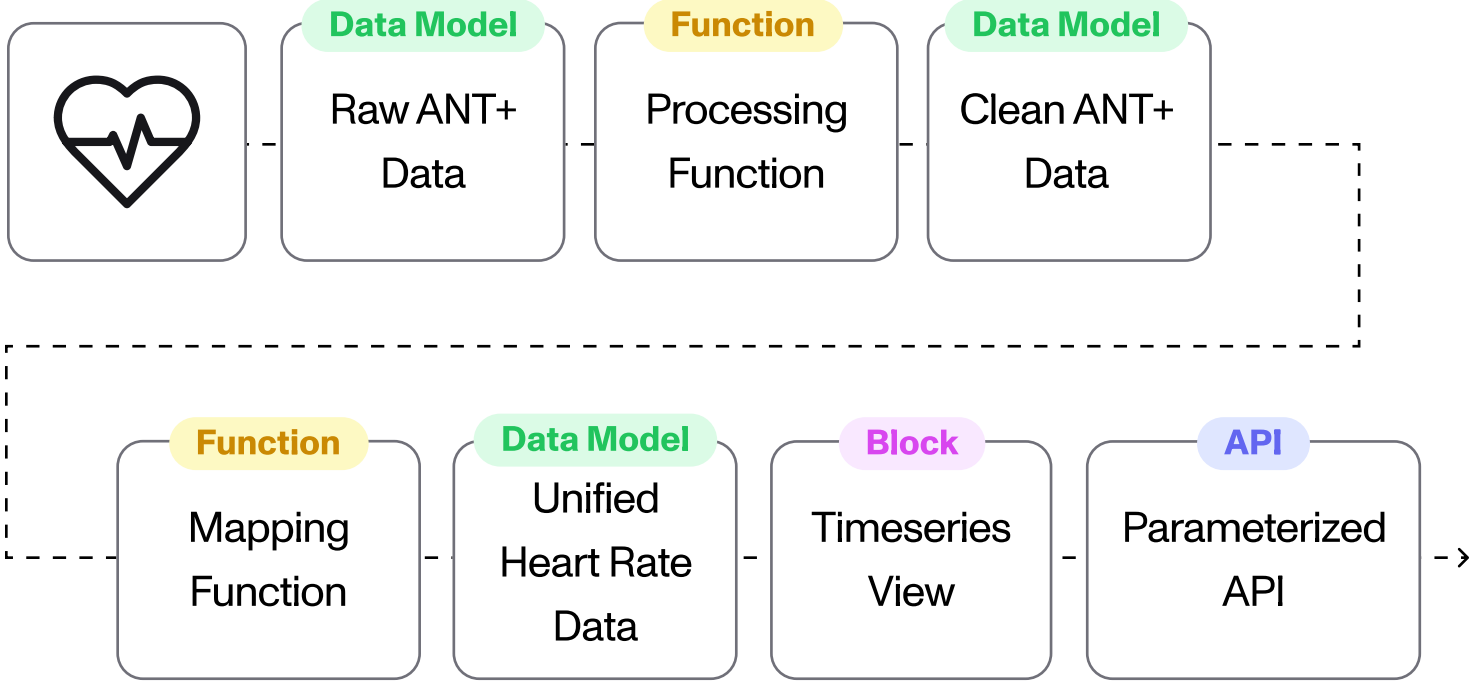 Data Model
Raw ANT+
Data
Function
Processing
Function
Data Model
Clean ANT+
Data
Function
Mapping
Function
Data Model
Unified
Heart Rate
Data
Block
Timeseries
View
API
Parameterized
API